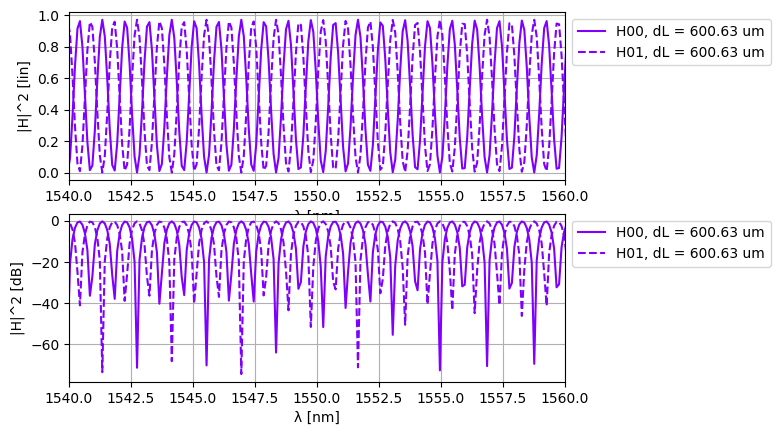 1.0
0.8
0.6
0.4
0.2
0.0
|H|^2 [lin]
H00, dL = 600.63 um
H01, dL = 600.63 um
1540.0 1542.5 1545.0 1547.5 1550.0 1552.5 1555.0 1557.5 1560.0
λ [nm]
0
−20
−40
−60
|H|^2 [dB]
H00, dL = 600.63 um
H01, dL = 600.63 um
1540.0 1542.5 1545.0 1547.5 1550.0 1552.5 1555.0 1557.5 1560.0
λ [nm]